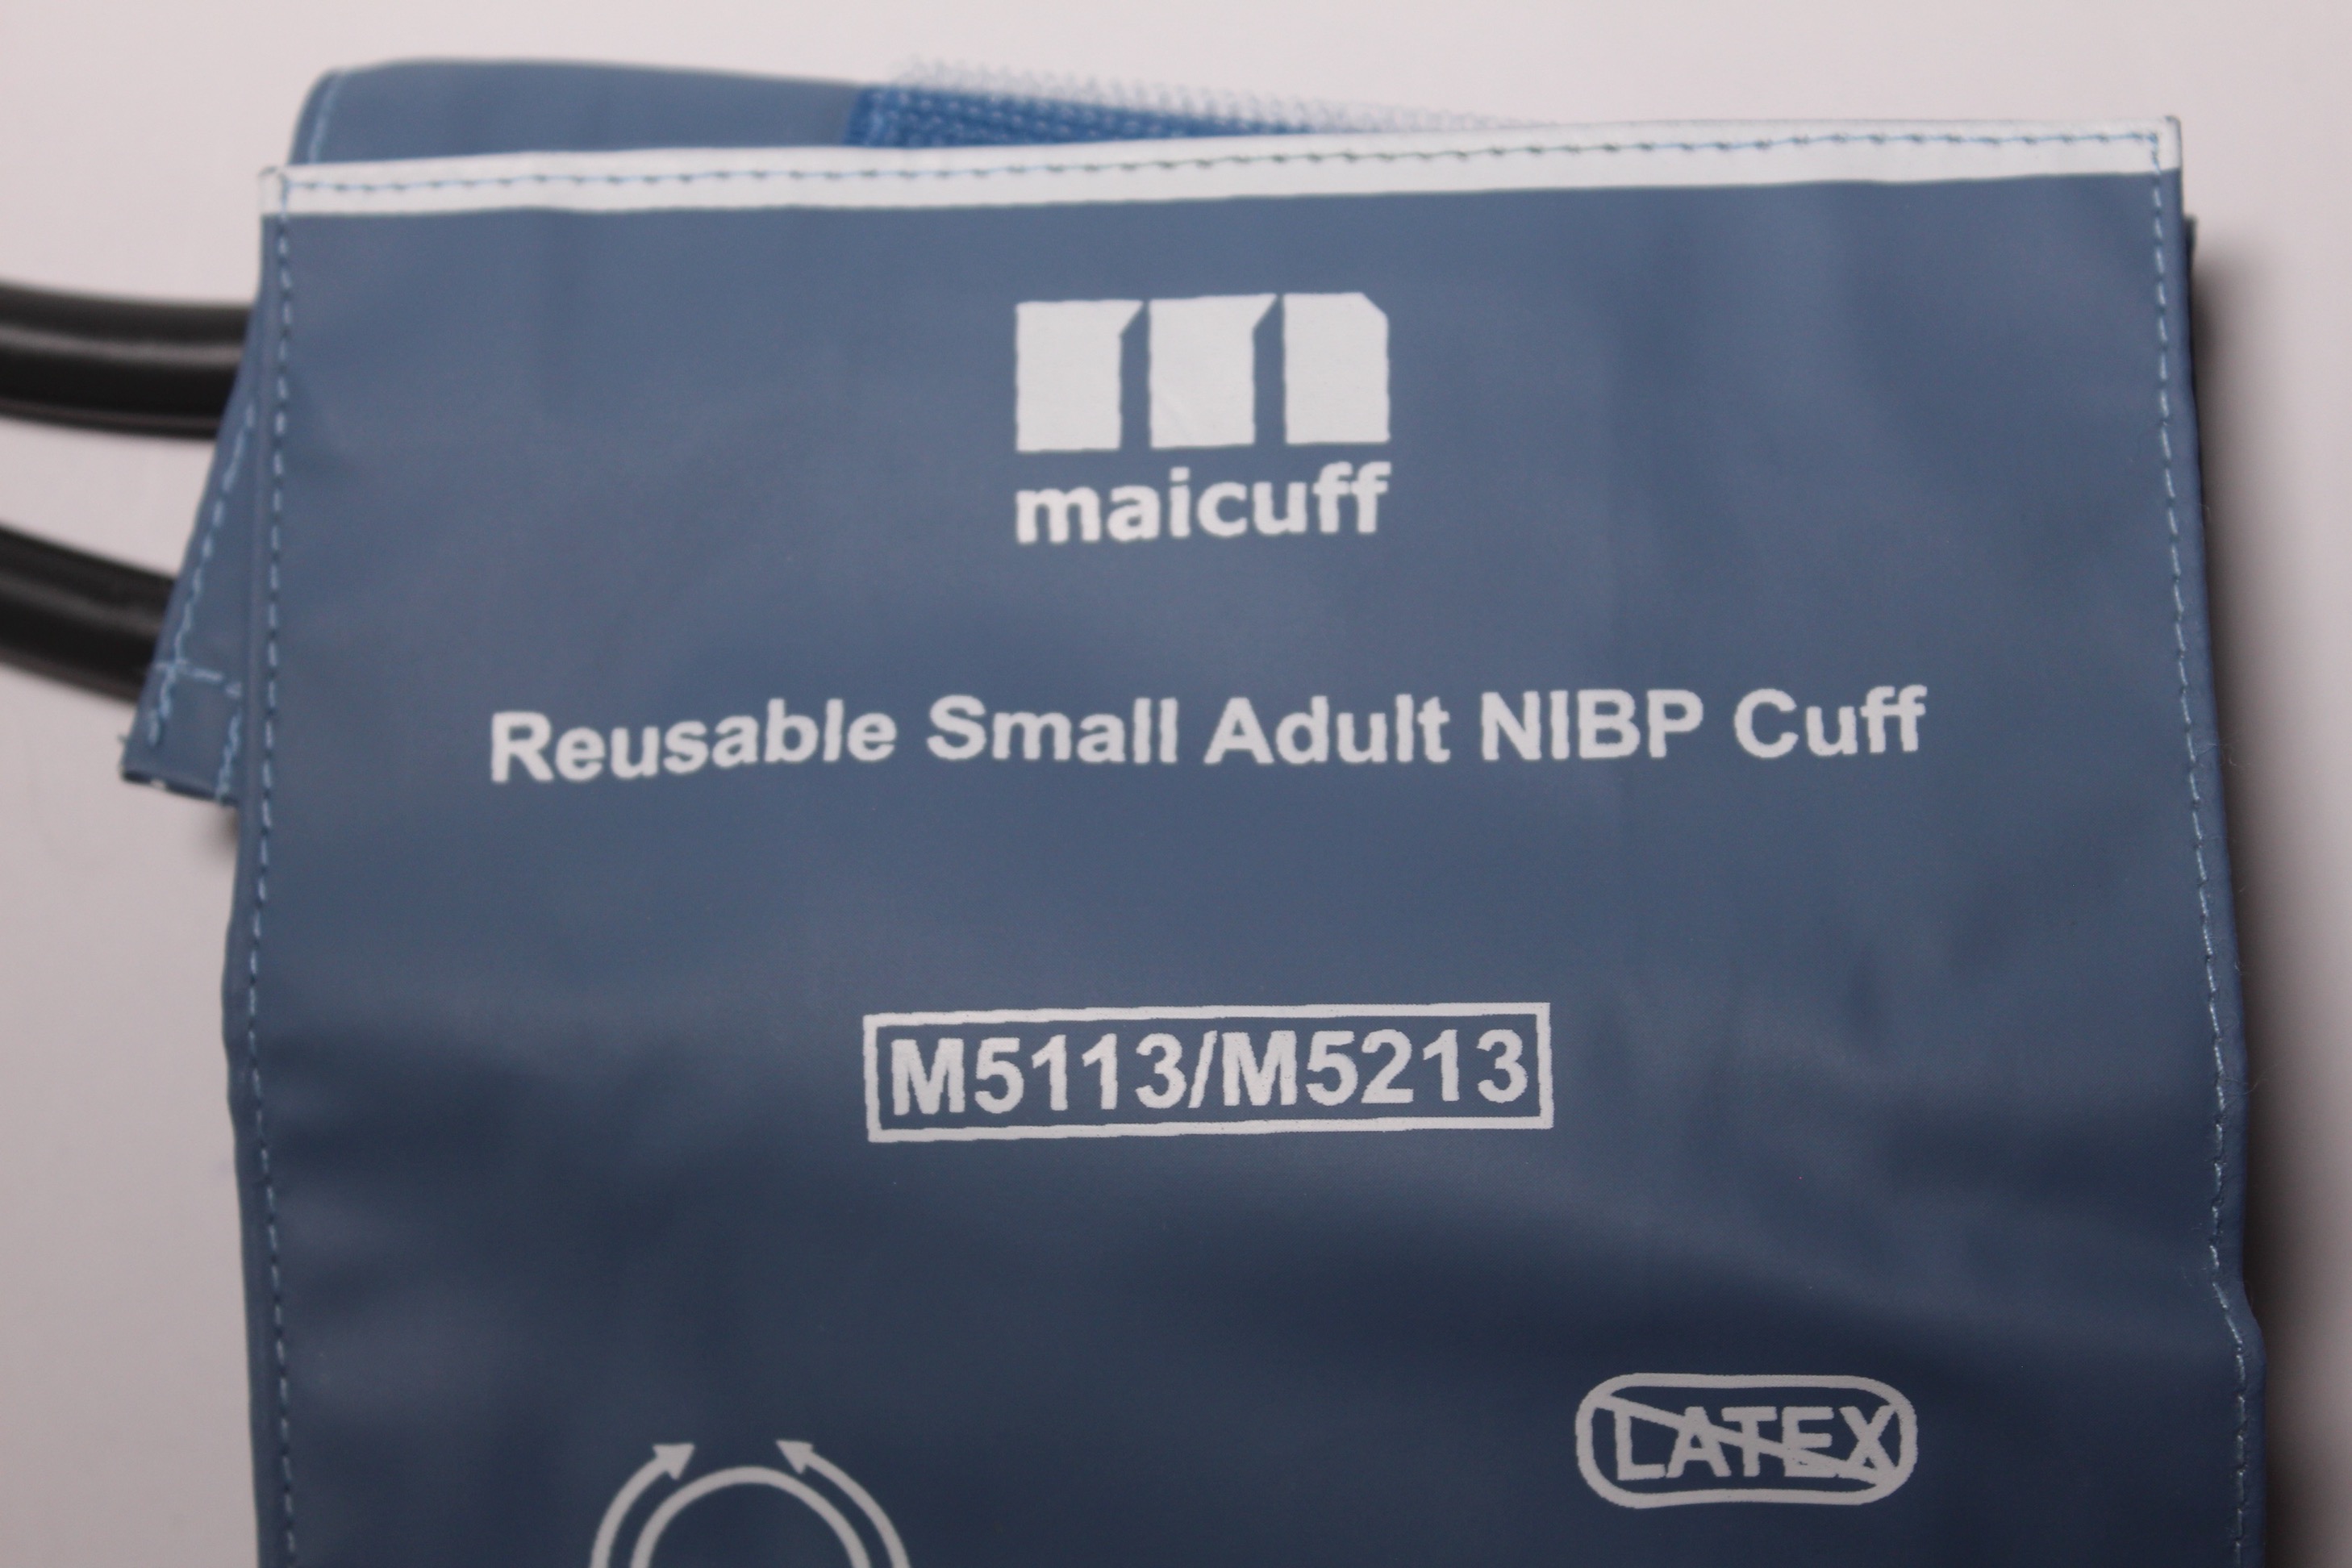 maicuff
Reusable Small Adult NIBP Cuff
M5113/M5213
LATEX